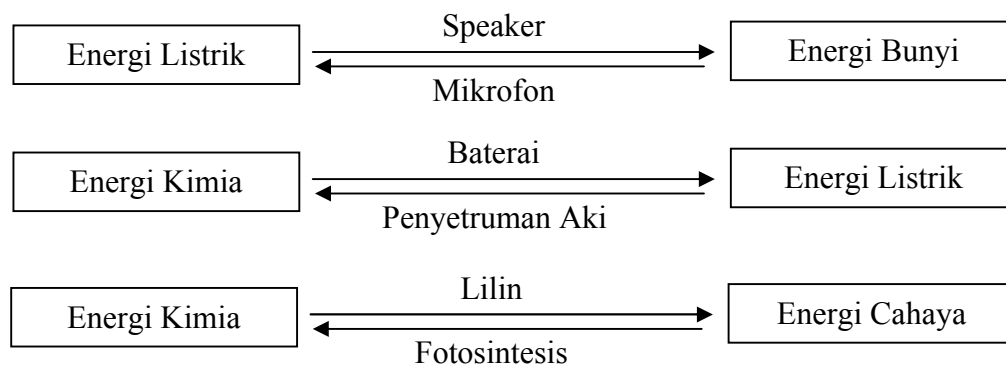 Speaker
Energi Listrik
Energi Bunyi
Mikrofon
Baterai
Energi Kimia
Energi Listrik
Penyetruman Aki
Lilin
Energi Kimia
Energi Cahaya
Fotosintesis